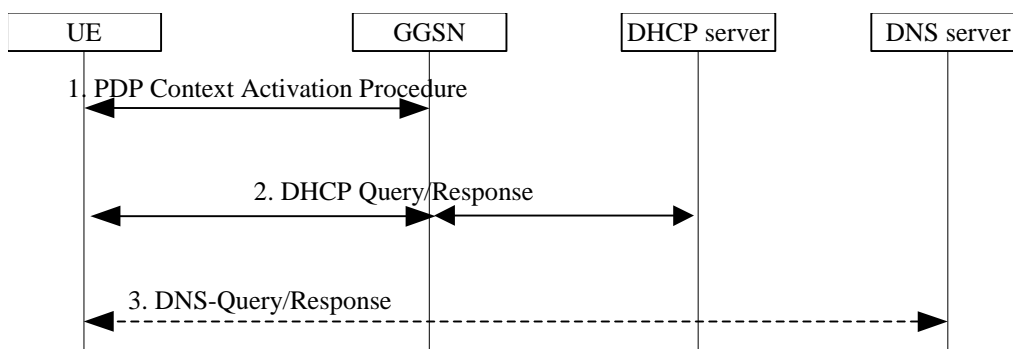 UE GGSN DHCP server DNS server
1. PDP Context Activation Procedure
2. DHCP Query/Response
3. DNS-Query/Response